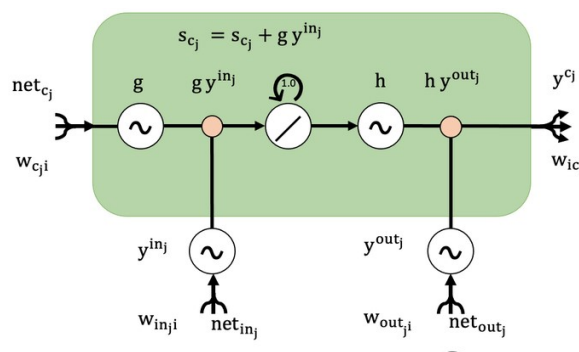 s_{c_j} = s_{c_j} + g y^{in_j}
net_{c_j} g g y^{in_j} 1.0 h h y^{out_j} y^{c_j}
w_{c_j i} w_{ic}
y^{in_j} y^{out_j}
w_{in_j i} net_{in_j} w_{out_j i} net_{out_j}